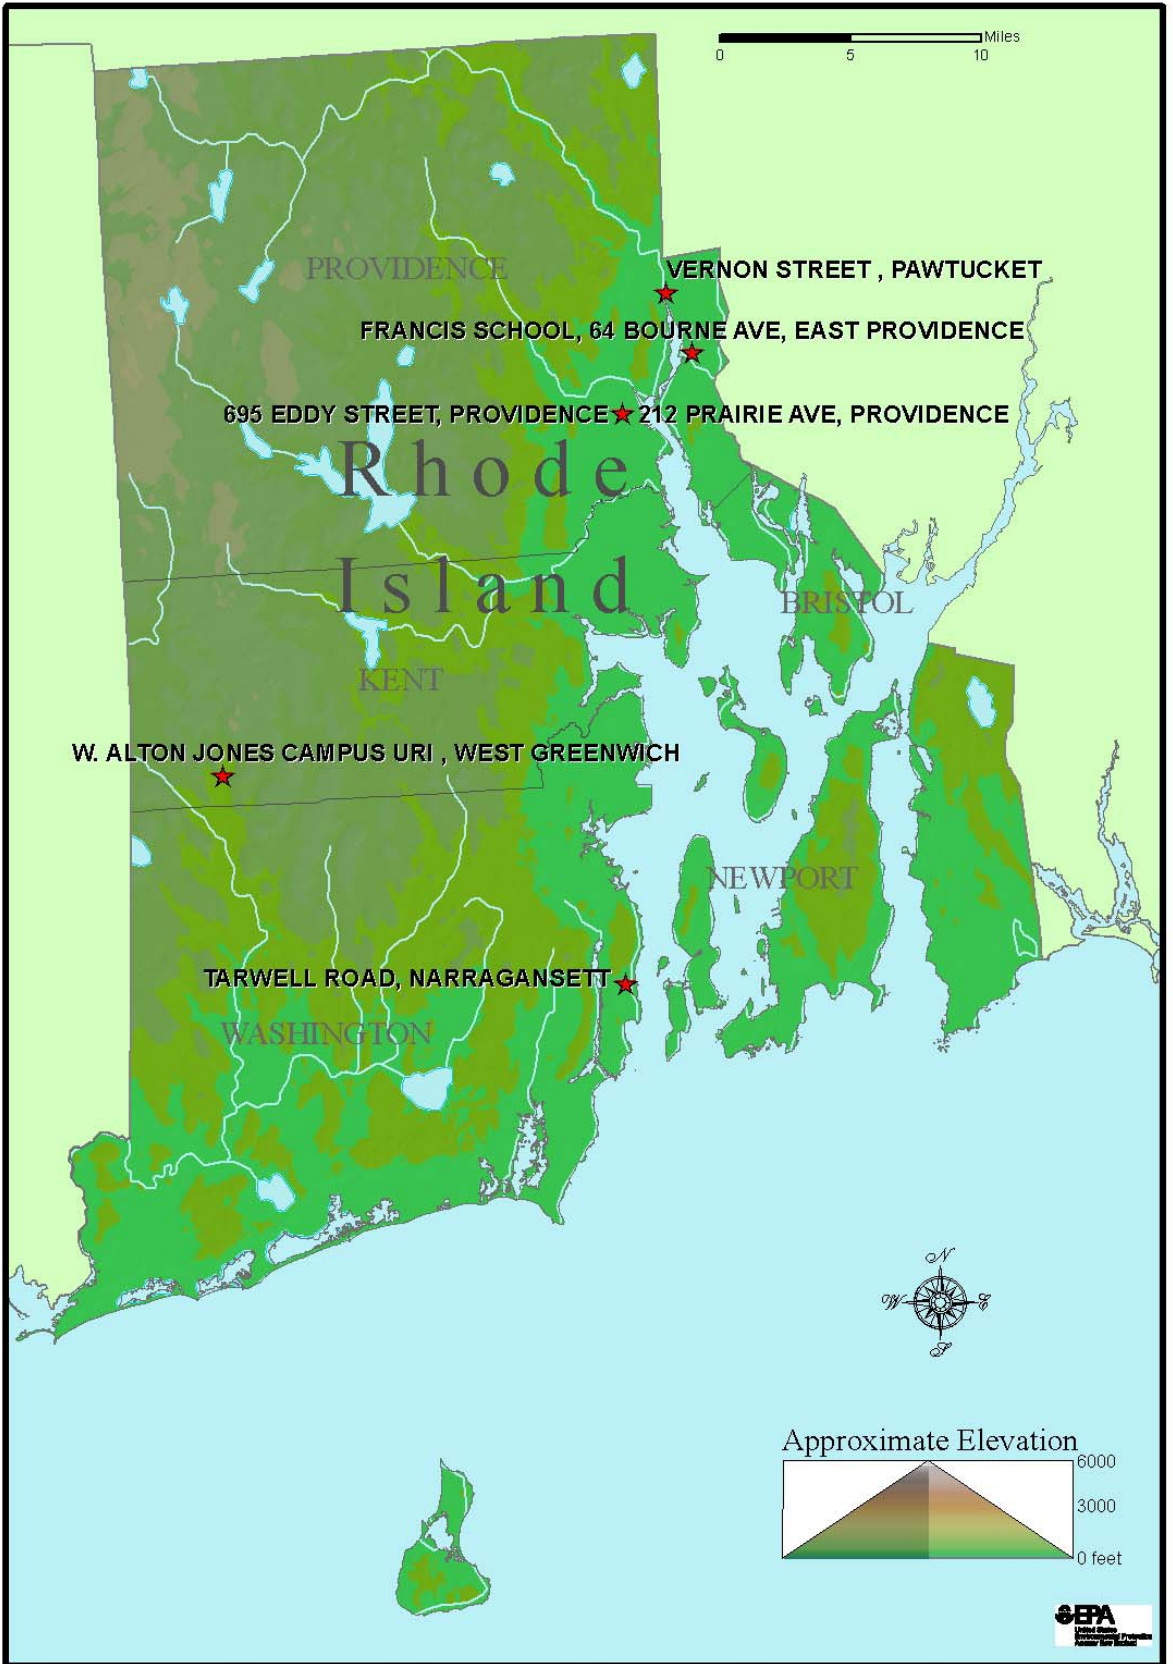 Miles
0 5 10
PROVIDENCE
VERNON STREET , PAWTUCKET
FRANCIS SCHOOL, 64 BOURNE AVE, EAST PROVIDENCE
695 EDDY STREET, PROVIDENCE 212 PRAIRIE AVE, PROVIDENCE
Rhode
Island
BRISTOL
KENT
W. ALTON JONES CAMPUS URI , WEST GREENWICH
NEWPORT
TARWELL ROAD, NARRAGANSETT
WASHINGTON
N
W E
S
Approximate Elevation
6000
3000
0 feet
EPA
United States